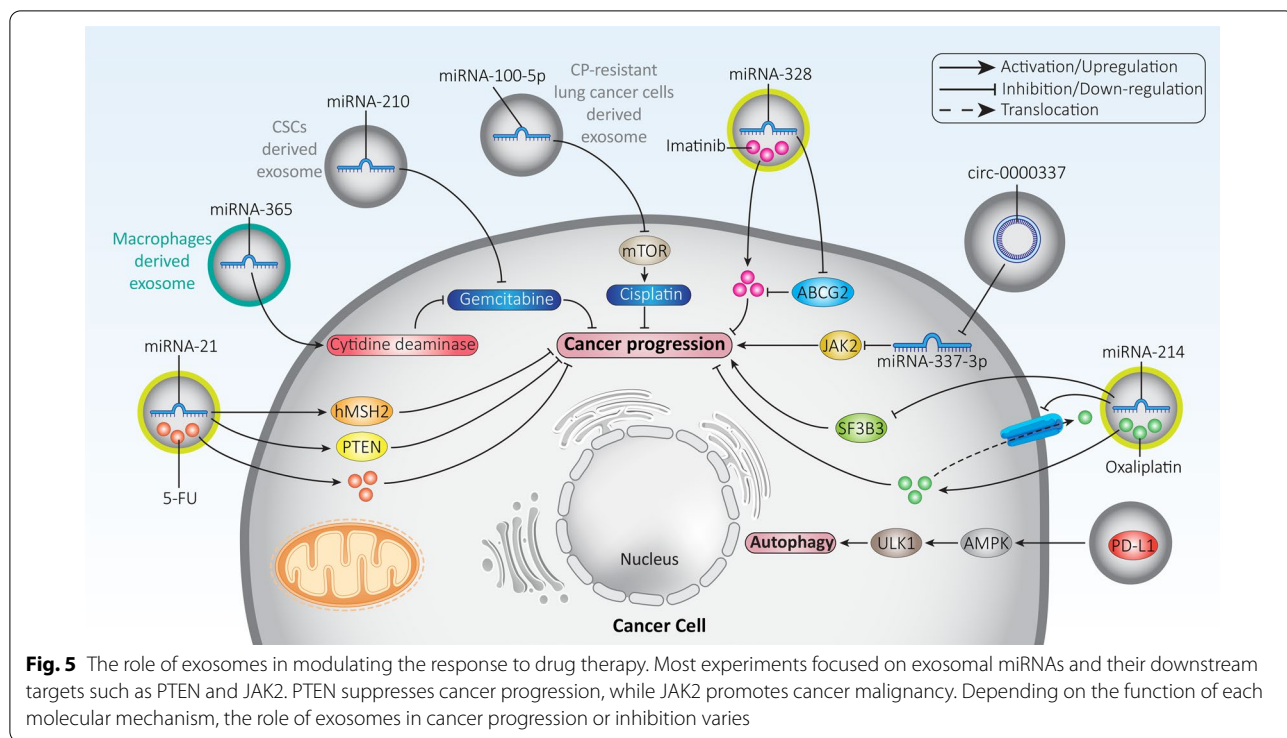 miRNA-210
CSCs
derived
exosome
miRNA-100-5p
CP-resistant
lung cancer cells
derived
exosome
miRNA-328
Imatinib
Activation/Upregulation
Inhibition/Down-regulation
Translocation
circ-0000337
miRNA-365
Macrophages
derived
exosome
mTOR
Cisplatin
Gemcitabine
ABCG2
Cytidine deaminase
Cancer progression
JAK2
miRNA-337-3p
miRNA-21
5-FU
hMSH2
PTEN
SF3B3
miRNA-214
Oxaliplatin
Nucleus
Autophagy
ULK1
AMPK
PD-L1
Cancer Cell
Fig. 5 The role of exosomes in modulating the response to drug therapy. Most experiments focused on exosomal miRNAs and their downstream
targets such as PTEN and JAK2. PTEN suppresses cancer progression, while JAK2 promotes cancer malignancy. Depending on the function of each
molecular mechanism, the role of exosomes in cancer progression or inhibition varies